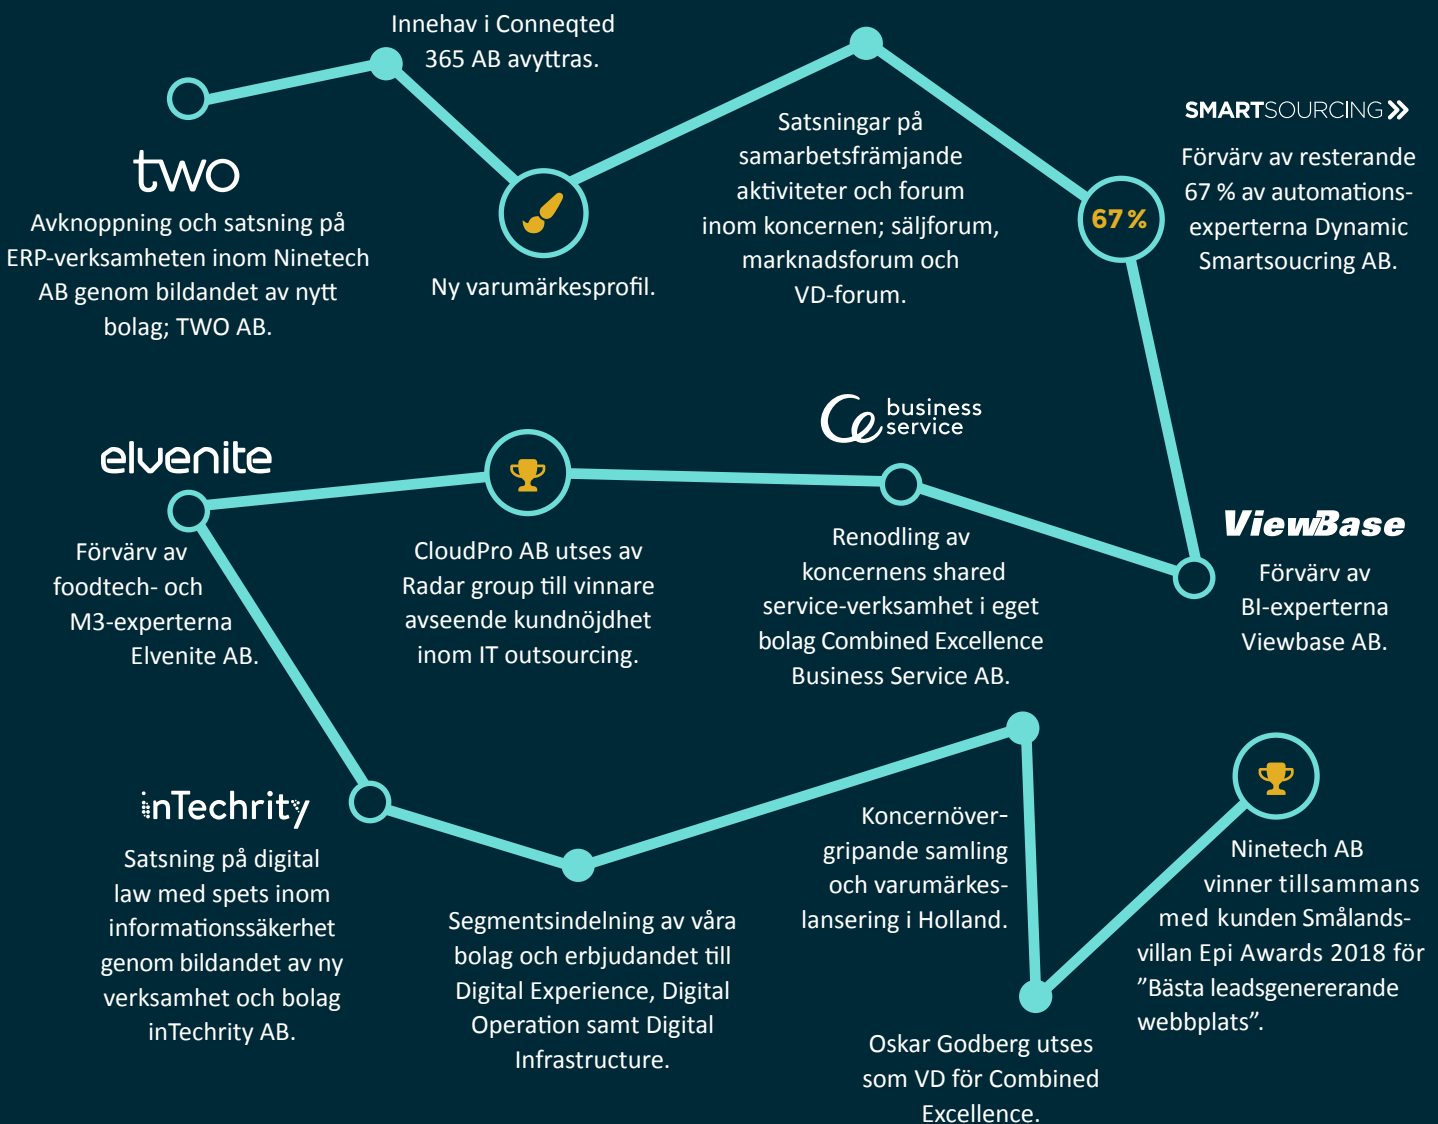 Innehav i Conneqted
365 AB avyttras.
two
Avknoppning och satsning på
ERP-verksamheten inom Ninetech
AB genom bildandet av nytt
bolag; TWO AB.
Ny varumärkesprofil.
Satsningar på
samarbetsfrämjande
aktiviteter och forum
inom koncernen; säljforum,
marknadsforum och
VD-forum.
67 %
SMARTSOURCING
Förvärv av resterande
67 % av automations-
experterna Dynamic
Smartsoucring AB.
ViewBase
Förvärv av
BI-experterna
Viewbase AB.
Ce business
service
Renodling av
koncernens shared
service-verksamhet i eget
bolag Combined Excellence
Business Service AB.
CloudPro AB utses av
Radar group till vinnare
avseende kundnöjdhet
inom IT outsourcing.
elvenite
Förvärv av
foodtech- och
M3-experterna
Elvenite AB.
inTechrity
Satsning på digital
law med spets inom
informationssäkerhet
genom bildandet av ny
verksamhet och bolag
inTechrity AB.
Segmentsindelning av våra
bolag och erbjudandet till
Digital Experience, Digital
Operation samt Digital
Infrastructure.
Koncernöver-
gripande samling
och varumärkes-
lansering i Holland.
Oskar Godberg utses
som VD för Combined
Excellence.
Ninetech AB
vinner tillsammans
med kunden Smålands-
villan Epi Awards 2018 för
”Bästa leadsgenererande
webbplats”.